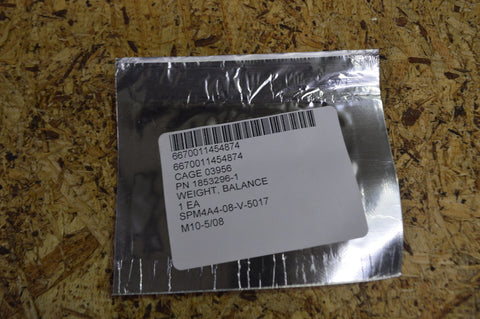 6670011454874
6670011454874
CAGE 03956
PN 1853296-1
WEIGHT, BALANCE
1 EA
SPM4A4-08-V-5017
M10-5/08